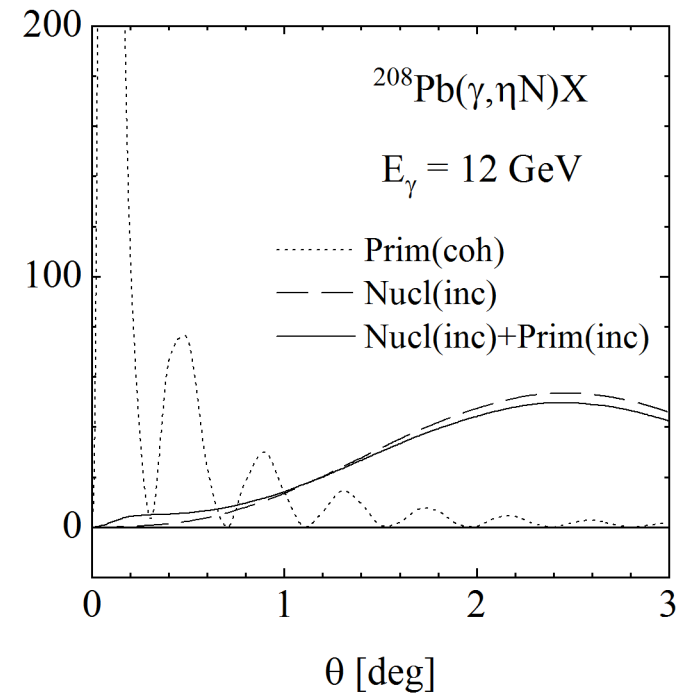 200
²⁰⁸Pb(γ,ηN)X
E_γ = 12 GeV
Prim(coh)
100
Nucl(inc)
Nucl(inc)+Prim(inc)
0
0 1 2 3
θ [deg]